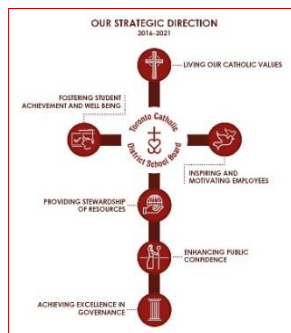 OUR STRATEGIC DIRECTION
2016-2021
LIVING OUR CATHOLIC VALUES
FOSTERING STUDENT
ACHIEVEMENT AND WELL BEING
Toronto Catholic
District School Board
INSPIRING AND
MOTIVATING EMPLOYEES
PROVIDING STEWARDSHIP
OF RESOURCES
ENHANCING PUBLIC
CONFIDENCE
ACHIEVING EXCELLENCE IN
GOVERNANCE